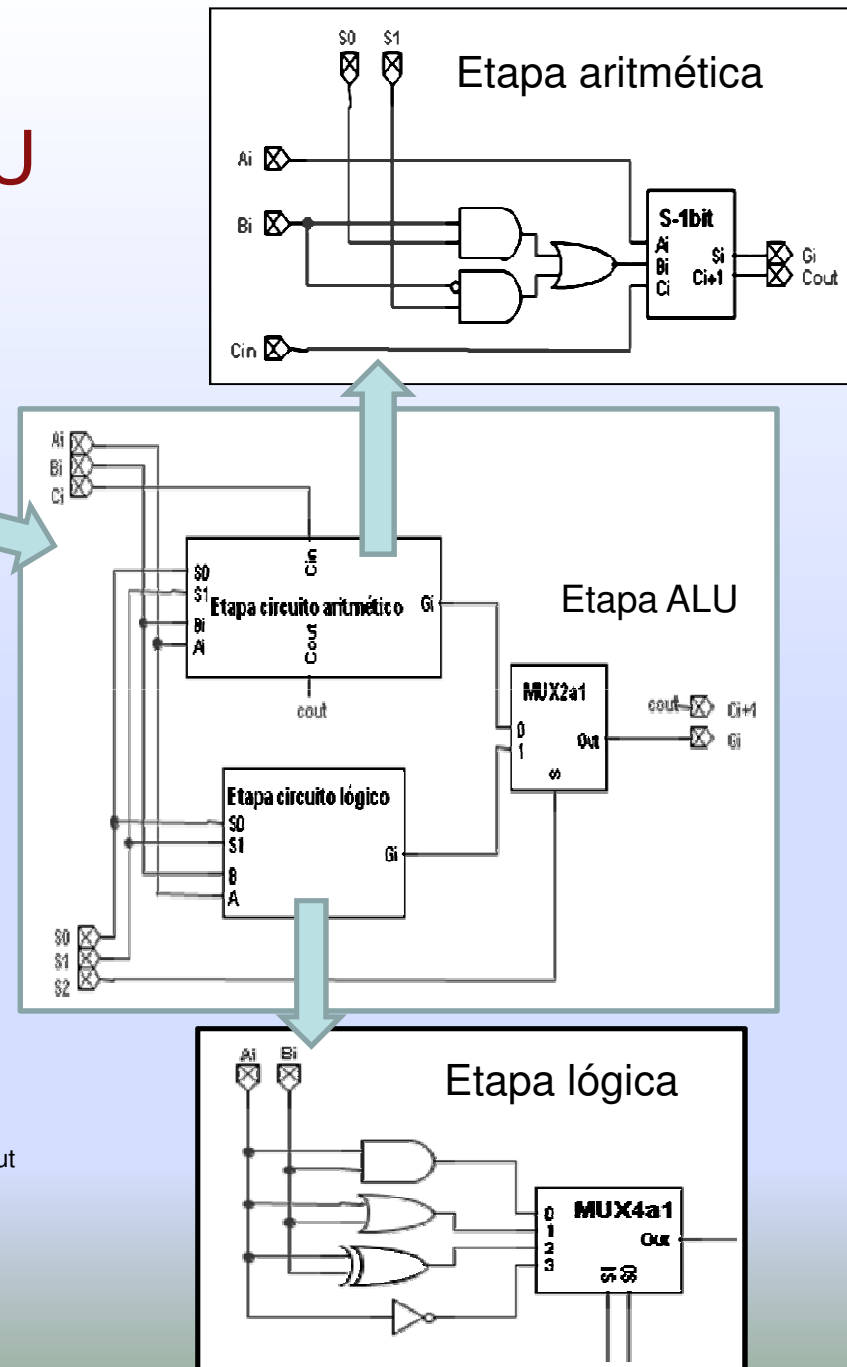 U
Etapa aritmética
S0 S1
Ai
Bi
Cin
S-1bit
Ai
Bi
Ci
Si
Ci+1
Gi
Cout
Etapa ALU
Ai
Bi
Ci
S0
S1
Bi
Ai
Cin
Etapa circuito aritmético
Cout
Gi
cout
MUX2a1
0
1
Out
S
cout
Ci+1
Gi
Etapa circuito lógico
S0
S1
B
A
Gi
S0
S1
S2
ut
Etapa lógica
Ai Bi
MUX4a1
0
1
2
3
Out
S1 S0